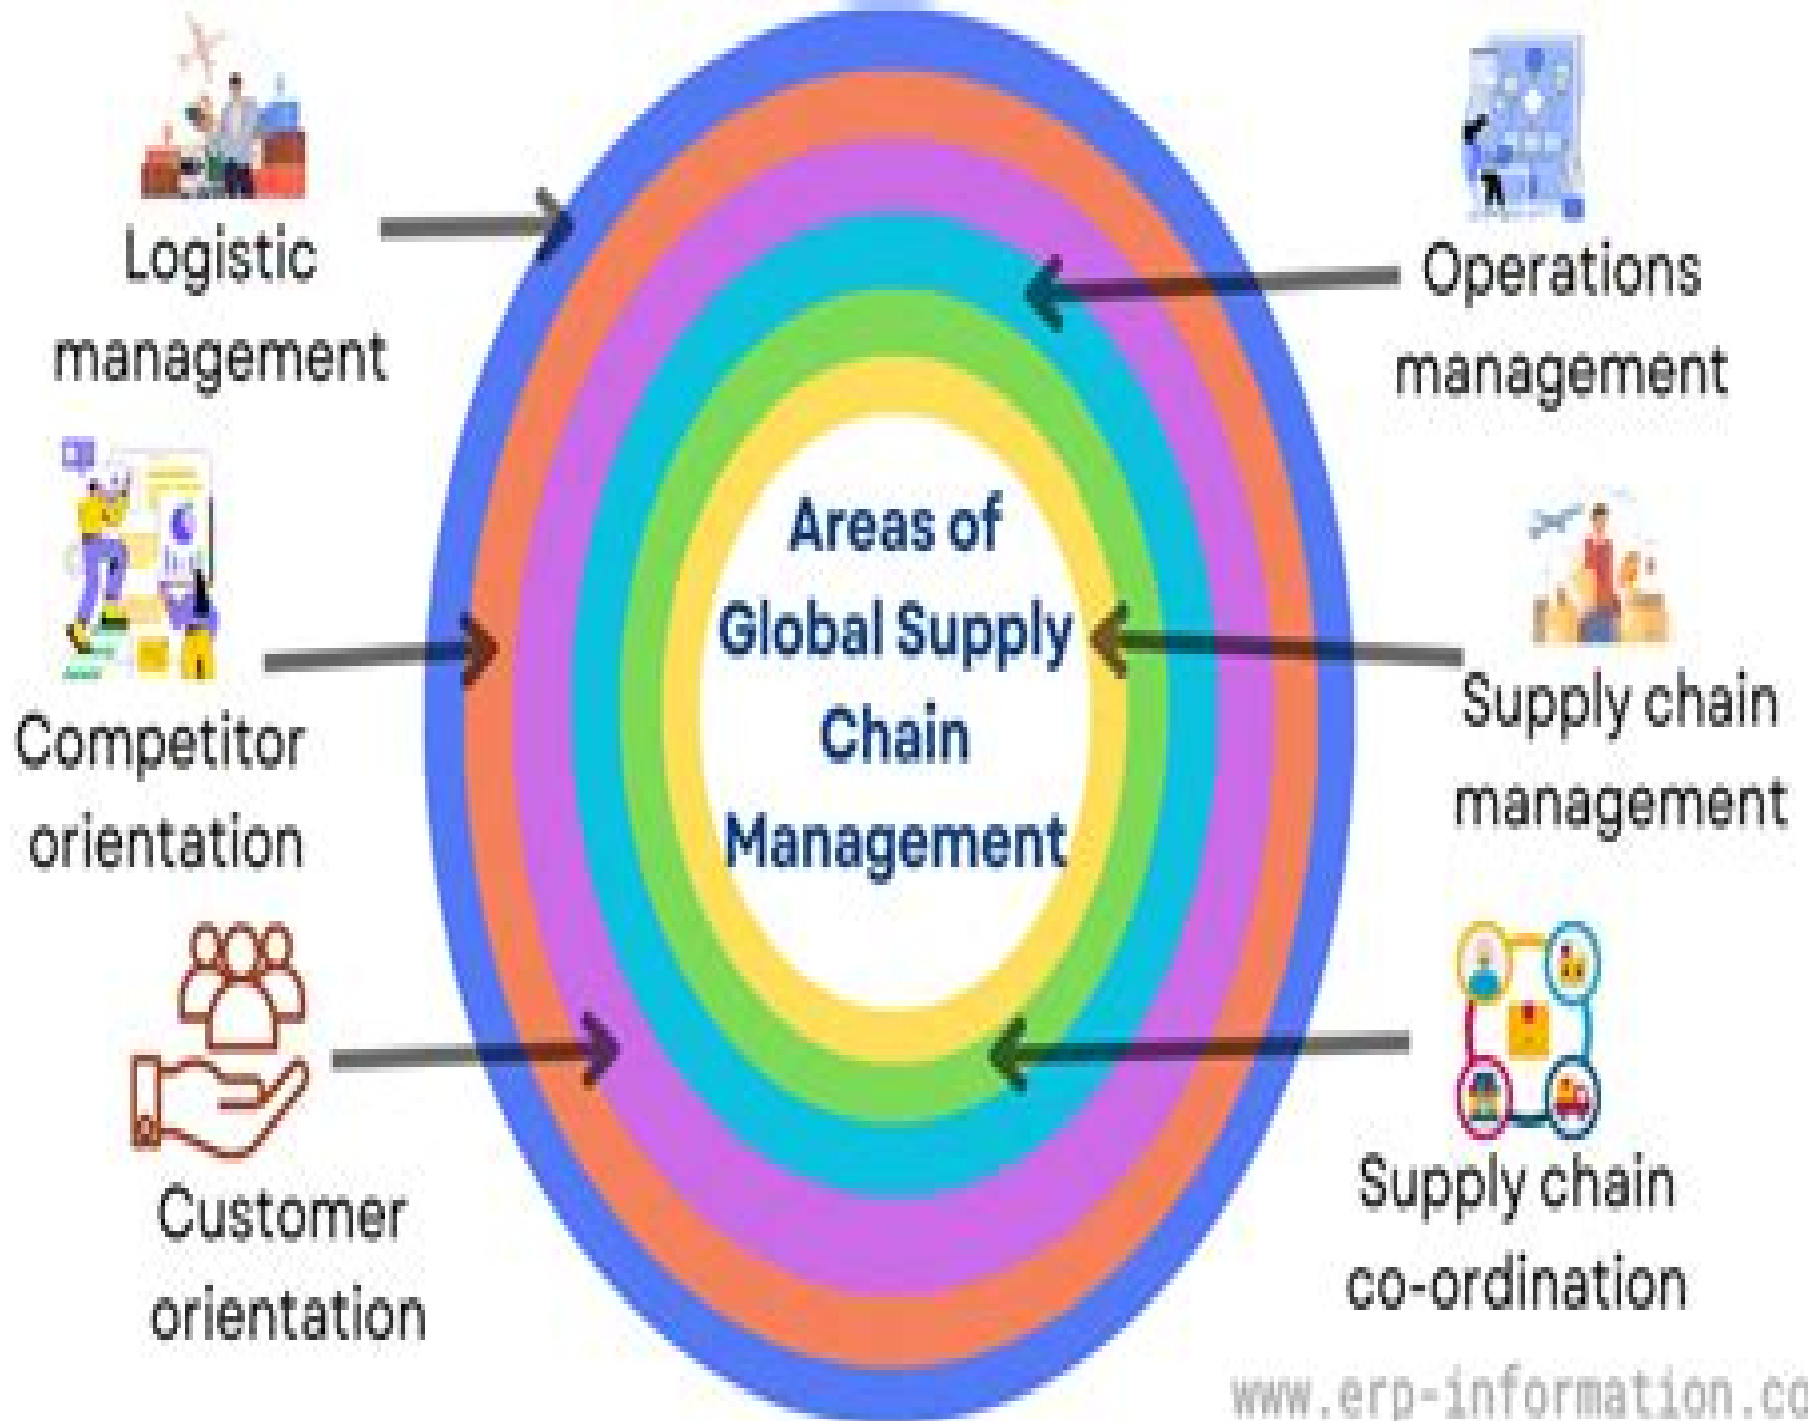 Logistic
management
Competitor
orientation
Customer
orientation
Areas of
Global Supply
Chain
Management
Operations
management
Supply chain
management
Supply chain
co-ordination
www.erp-information.co